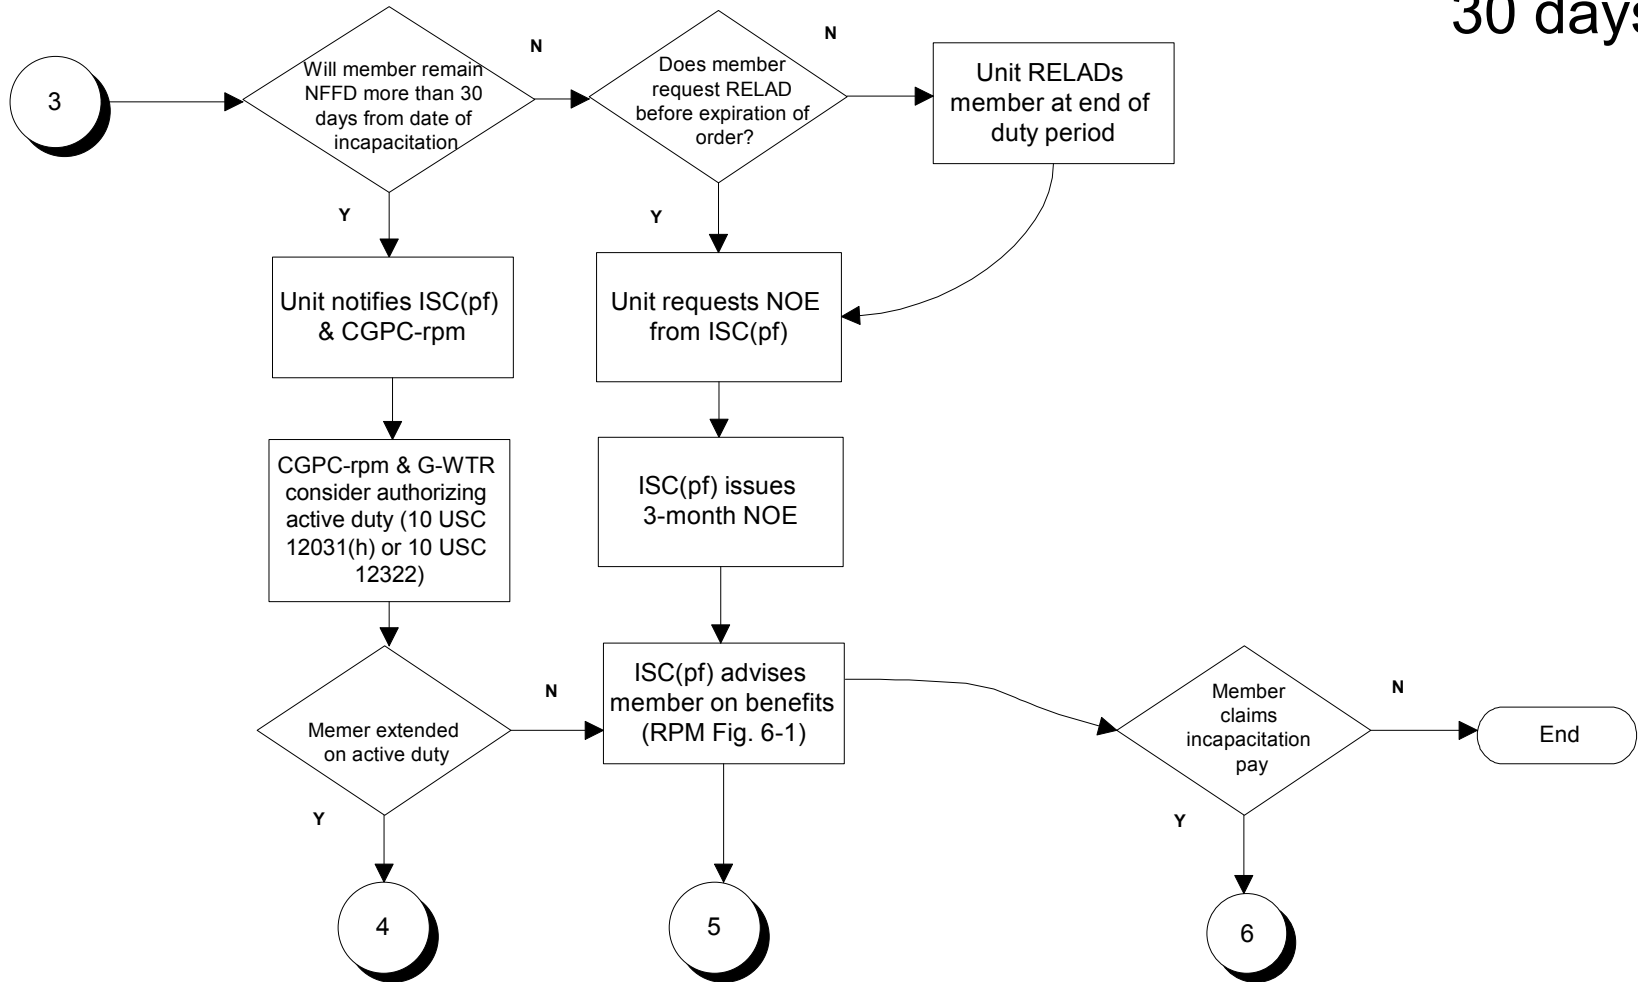 30 days
3
Will member remain
NFFD more than 30
days from date of
incapacitation
N
Does member
request RELAD
before expiration of
order?
N
Unit RELADs
member at end of
duty period
Y
Y
Unit notifies ISC(pf)
& CGPC-rpm
Unit requests NOE
from ISC(pf)
CGPC-rpm & G-WTR
consider authorizing
active duty (10 USC
12031(h) or 10 USC
12322)
ISC(pf) issues
3-month NOE
Memer extended
on active duty
N
ISC(pf) advises
member on benefits
(RPM Fig. 6-1)
Member
claims
incapacitation
pay
N
End
Y
Y
4
5
6